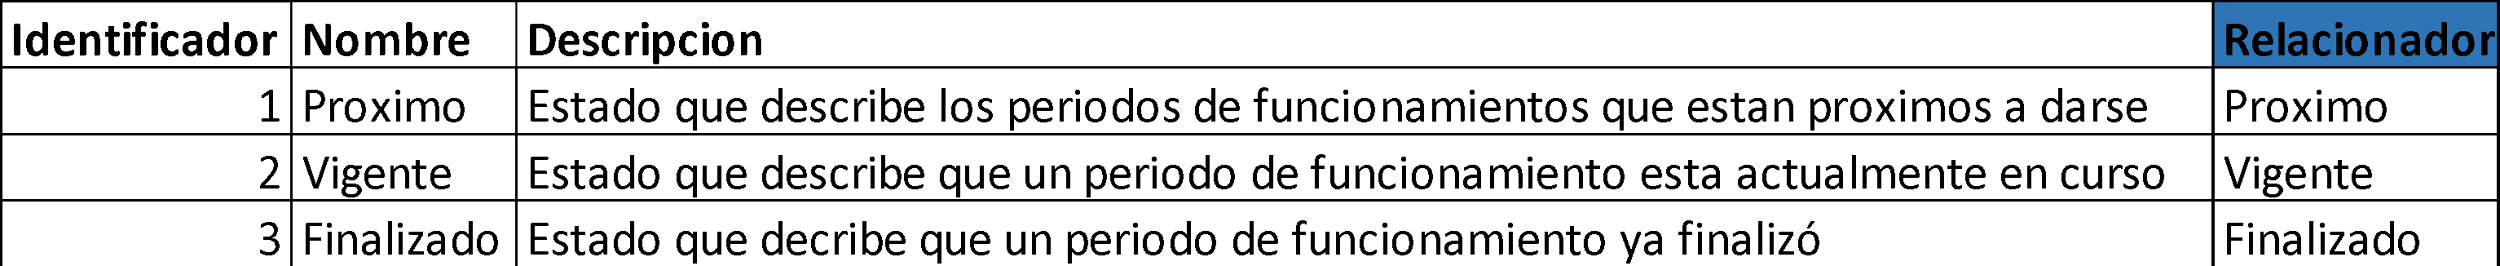 Identificador Nombre Descripcion Relacionador
1 Proximo Estado que describe los periodos de funcionamientos que estan proximos a darse Proximo
2 Vigente Estado que describe que un periodo de funcionamiento esta actualmente en curso Vigente
3 Finalizado Estado que decribe que un periodo de funcionamiento ya finalizó Finalizado